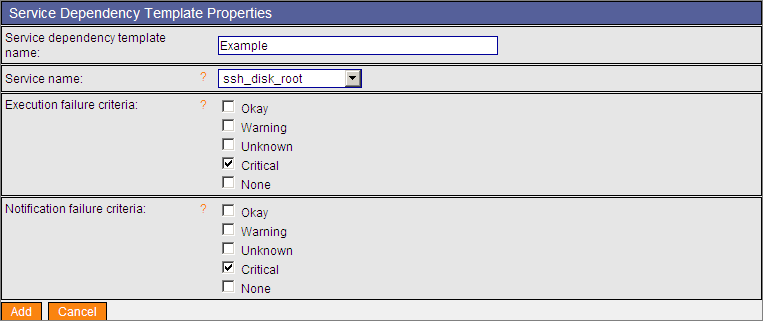 Service Dependency Template Properties
Service dependency template name:
Example
Service name:
?
ssh_disk_root
Execution failure criteria:
?
Okay
Warning
Unknown
Critical
None
Notification failure criteria:
?
Okay
Warning
Unknown
Critical
None
Add
Cancel